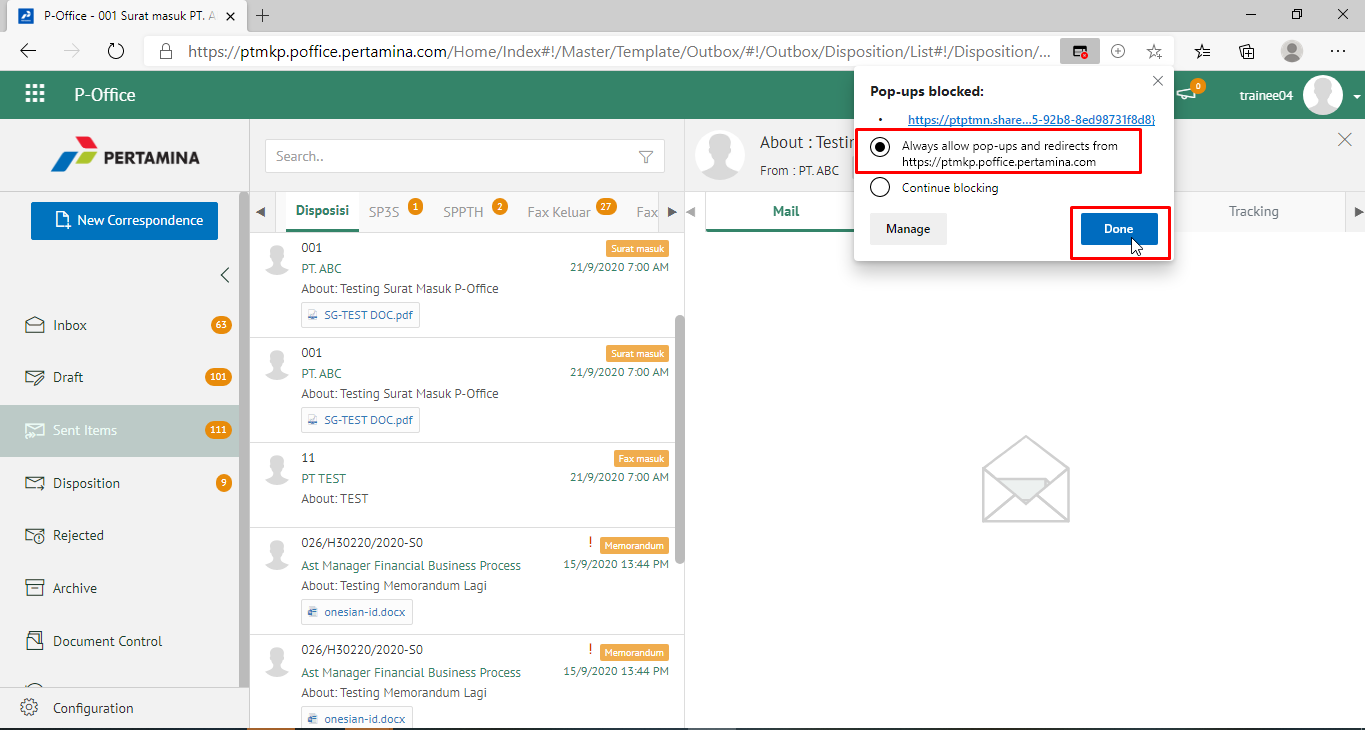 P-Office - 001 Surat masuk PT. A
https://ptmkp.poffice.pertamina.com/Home/Index#!/Master/Template/Outbox/#!/Outbox/Disposition/List#!/Disposition/...
P-Office
0
trainee04
Pop-ups blocked:
https://ptptmn.share...5-92b8-8ed98731f8d8}
Always allow pop-ups and redirects from
https://ptmkp.poffice.pertamina.com
Continue blocking
Manage
Done
PERTAMINA
New Correspondence
Inbox
63
Draft
101
Sent Items
111
Disposition
9
Rejected
Archive
Document Control
Configuration
Search..
Disposisi
SP3S
1
SPPTH
2
Fax Keluar
27
Fax
001
Surat masuk
PT. ABC
21/9/2020 7:00 AM
About: Testing Surat Masuk P-Office
SG-TEST DOC.pdf
001
Surat masuk
PT. ABC
21/9/2020 7:00 AM
About: Testing Surat Masuk P-Office
SG-TEST DOC.pdf
11
Fax masuk
PT TEST
21/9/2020 7:00 AM
About: TEST
026/H30220/2020-S0
! Memorandum
Ast Manager Financial Business Process
15/9/2020 13:44 PM
About: Testing Memorandum Lagi
onesian-id.docx
026/H30220/2020-S0
! Memorandum
Ast Manager Financial Business Process
15/9/2020 13:44 PM
About: Testing Memorandum Lagi
onesian-id.docx
About : Testin
From : PT. ABC
Mail
Tracking